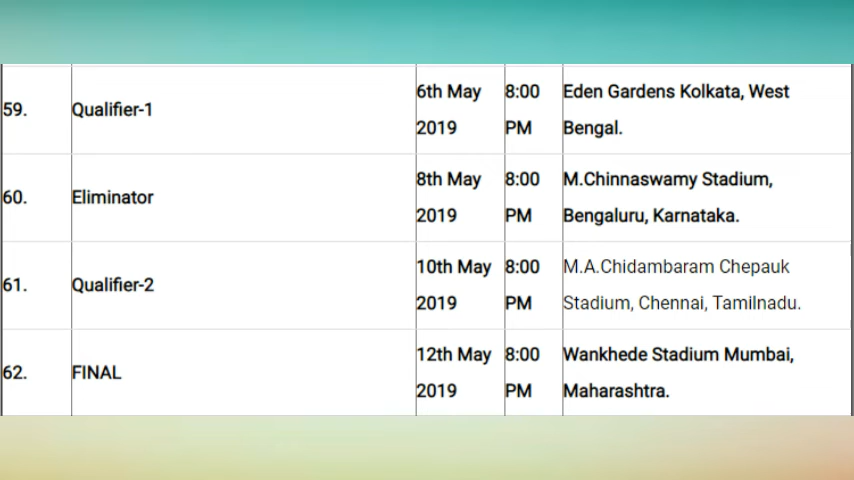 59. Qualifier-1 6th May 2019 8:00 PM Eden Gardens Kolkata, West Bengal.
60. Eliminator 8th May 2019 8:00 PM M.Chinnaswamy Stadium, Bengaluru, Karnataka.
61. Qualifier-2 10th May 2019 8:00 PM M.A.Chidambaram Chepauk Stadium, Chennai, Tamilnadu.
62. FINAL 12th May 2019 8:00 PM Wankhede Stadium Mumbai, Maharashtra.